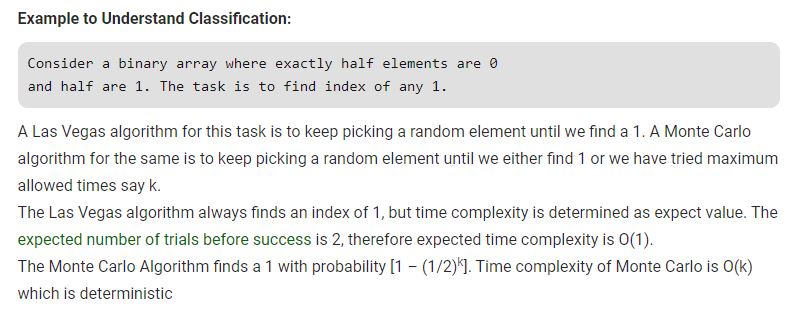 Example to Understand Classification:
Consider a binary array where exactly half elements are 0
and half are 1. The task is to find index of any 1.
A Las Vegas algorithm for this task is to keep picking a random element until we find a 1. A Monte Carlo
algorithm for the same is to keep picking a random element until we either find 1 or we have tried maximum
allowed times say k.
The Las Vegas algorithm always finds an index of 1, but time complexity is determined as expect value. The
expected number of trials before success is 2, therefore expected time complexity is O(1).
The Monte Carlo Algorithm finds a 1 with probability [1 – (1/2)ᵏ]. Time complexity of Monte Carlo is O(k)
which is deterministic